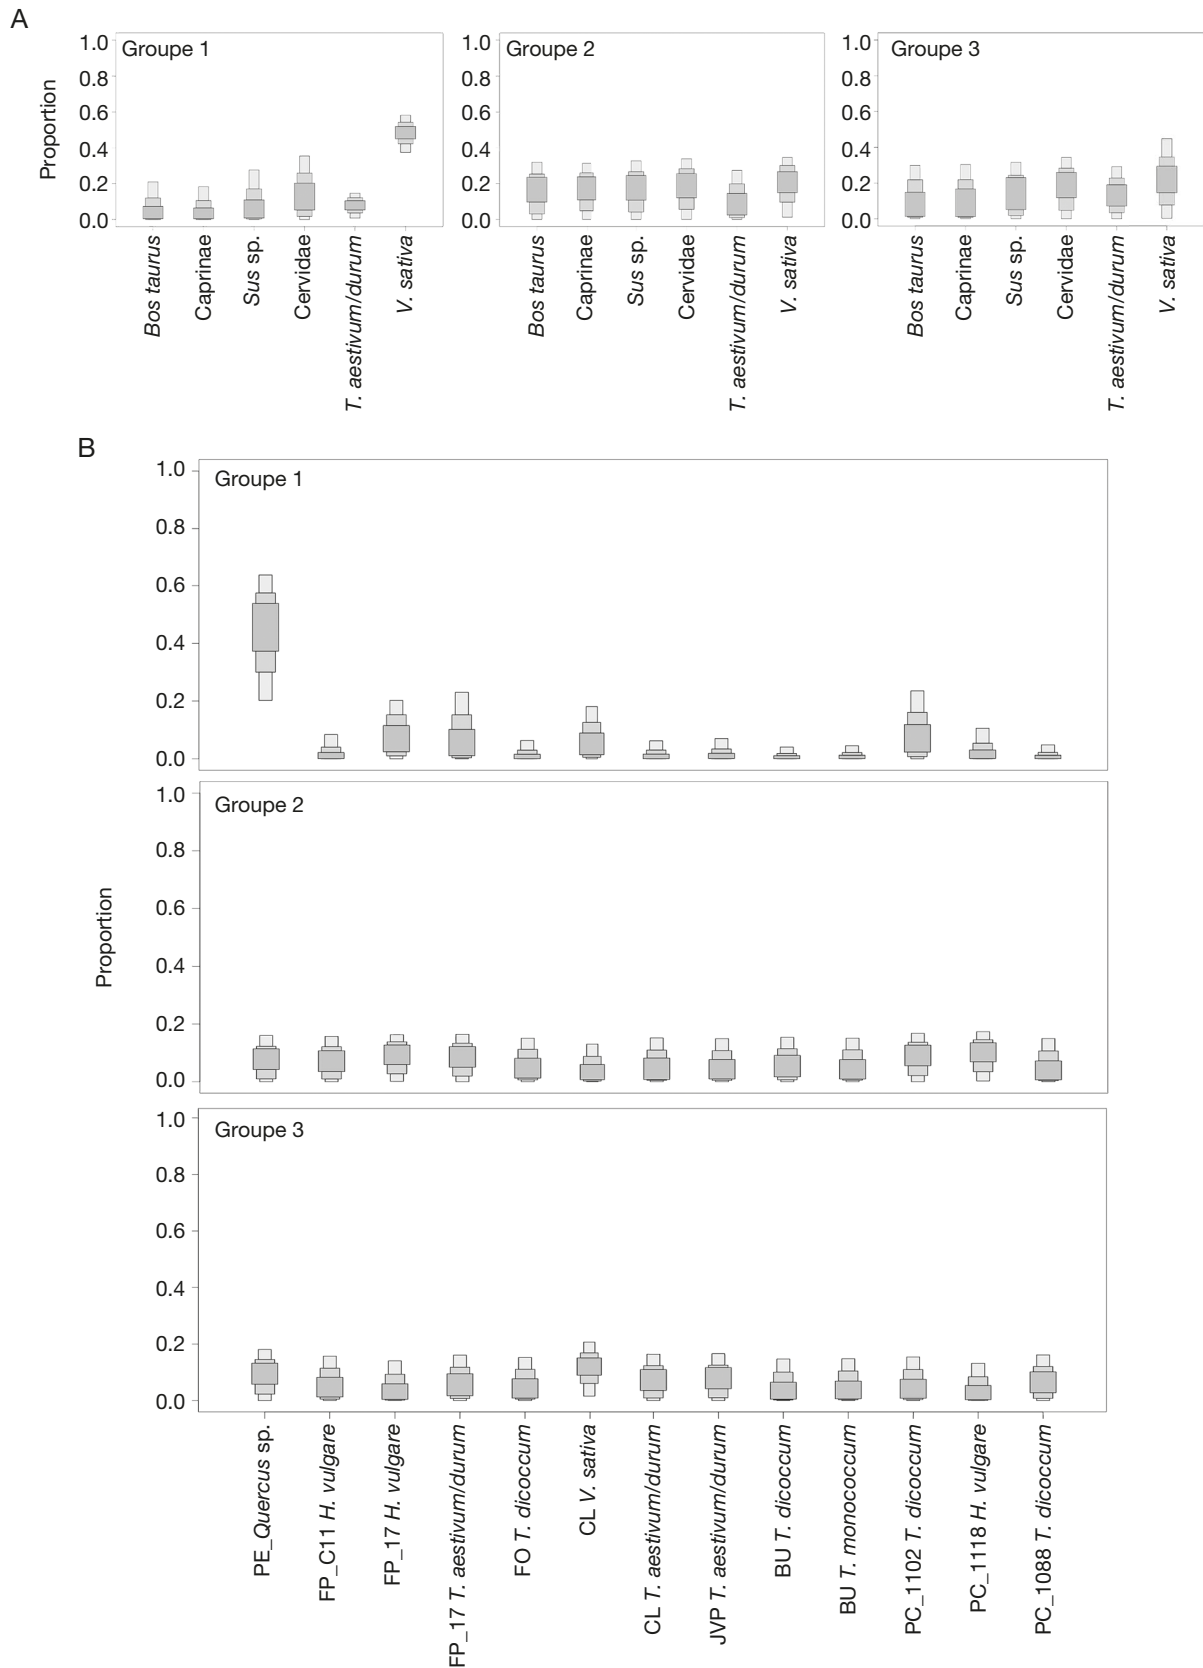 A
Groupe 1
Groupe 2
Groupe 3
Proportion
1.0
0.8
0.6
0.4
0.2
0.0
1.0
0.8
0.6
0.4
0.2
0.0
1.0
0.8
0.6
0.4
0.2
0.0
Bos taurus
Caprinae
Sus sp.
Cervidae
T. aestivum/durum
V. sativa
Bos taurus
Caprinae
Sus sp.
Cervidae
T. aestivum/durum
V. sativa
Bos taurus
Caprinae
Sus sp.
Cervidae
T. aestivum/durum
V. sativa
B
Groupe 1
1.0
0.8
0.6
0.4
0.2
0.0
Groupe 2
1.0
0.8
0.6
0.4
0.2
0.0
Proportion
Groupe 3
1.0
0.8
0.6
0.4
0.2
0.0
PE_Quercus sp.
FP_C11 H. vulgare
FP_17 H. vulgare
FP_17 T. aestivum/durum
FO T. dicoccum
CL V. sativa
CL T. aestivum/durum
JVP T. aestivum/durum
BU T. dicoccum
BU T. monococcum
PC_1102 T. dicoccum
PC_1118 H. vulgare
PC_1088 T. dicoccum